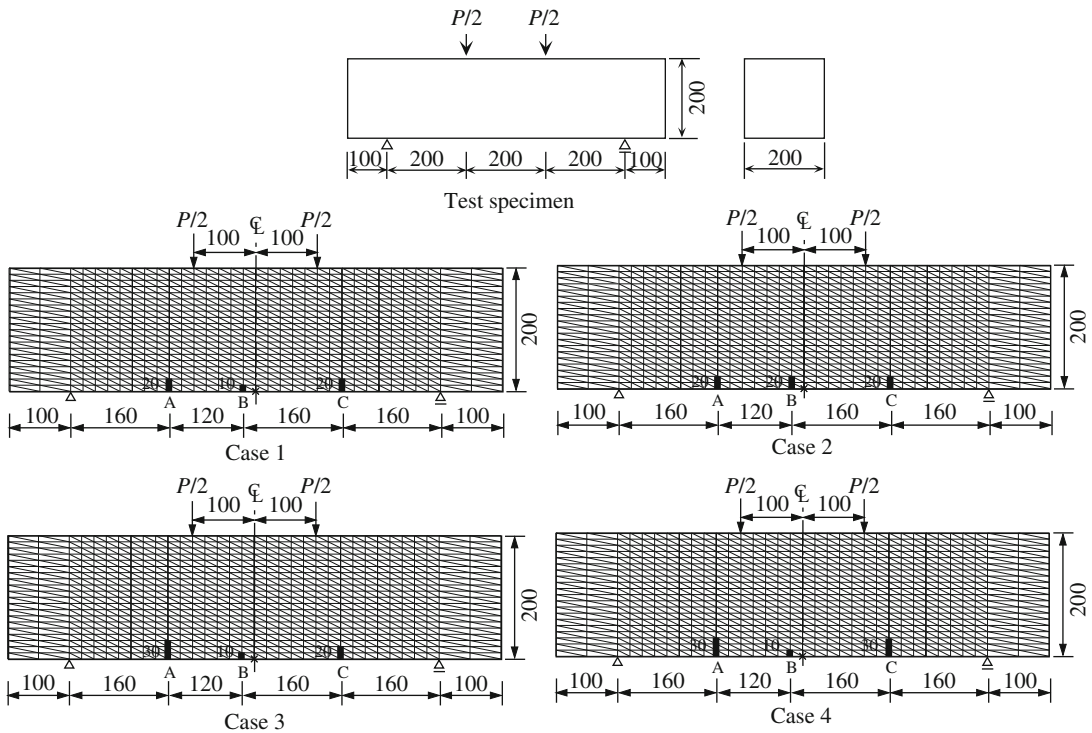 P/2 P/2
200
100 200 200 200 100
200
Test specimen
P/2 ℄ P/2
100 100
200
20 10 20
A B C
100 160 120 160 160 100
Case 1
P/2 ℄ P/2
100 100
200
20 20 20
A B C
100 160 120 160 160 100
Case 2
P/2 ℄ P/2
100 100
200
30 10 20
A B C
100 160 120 160 160 100
Case 3
P/2 ℄ P/2
100 100
200
30 10 30
A B C
100 160 120 160 160 100
Case 4